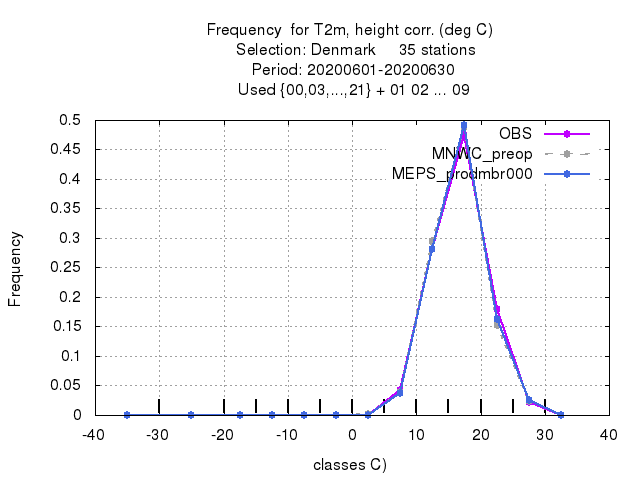 Frequency  for T2m, height corr. (deg C)
Selection: Denmark     35 stations
Period: 20200601-20200630
Used {00,03,...,21} + 01 02 ... 09
OBS
MNWC_preop
MEPS_prodmbr000
0.5
0.45
0.4
0.35
0.3
0.25
0.2
0.15
0.1
0.05
0
Frequency
-40 -30 -20 -10 0 10 20 30 40
classes C)